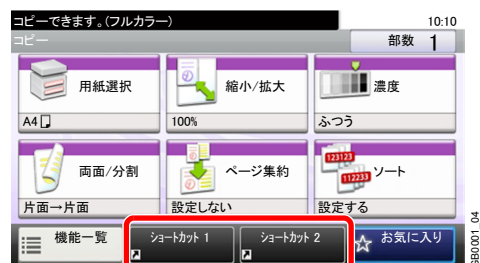 コピーできます。(フルカラー)
10:10
コピー
部数 1
用紙選択
縮小/拡大
濃度
A4
100%
ふつう
両面/分割
ページ集約
123123
112233
ソート
片面→片面
設定しない
設定する
機能一覧
ショートカット 1
ショートカット 2
お気に入り